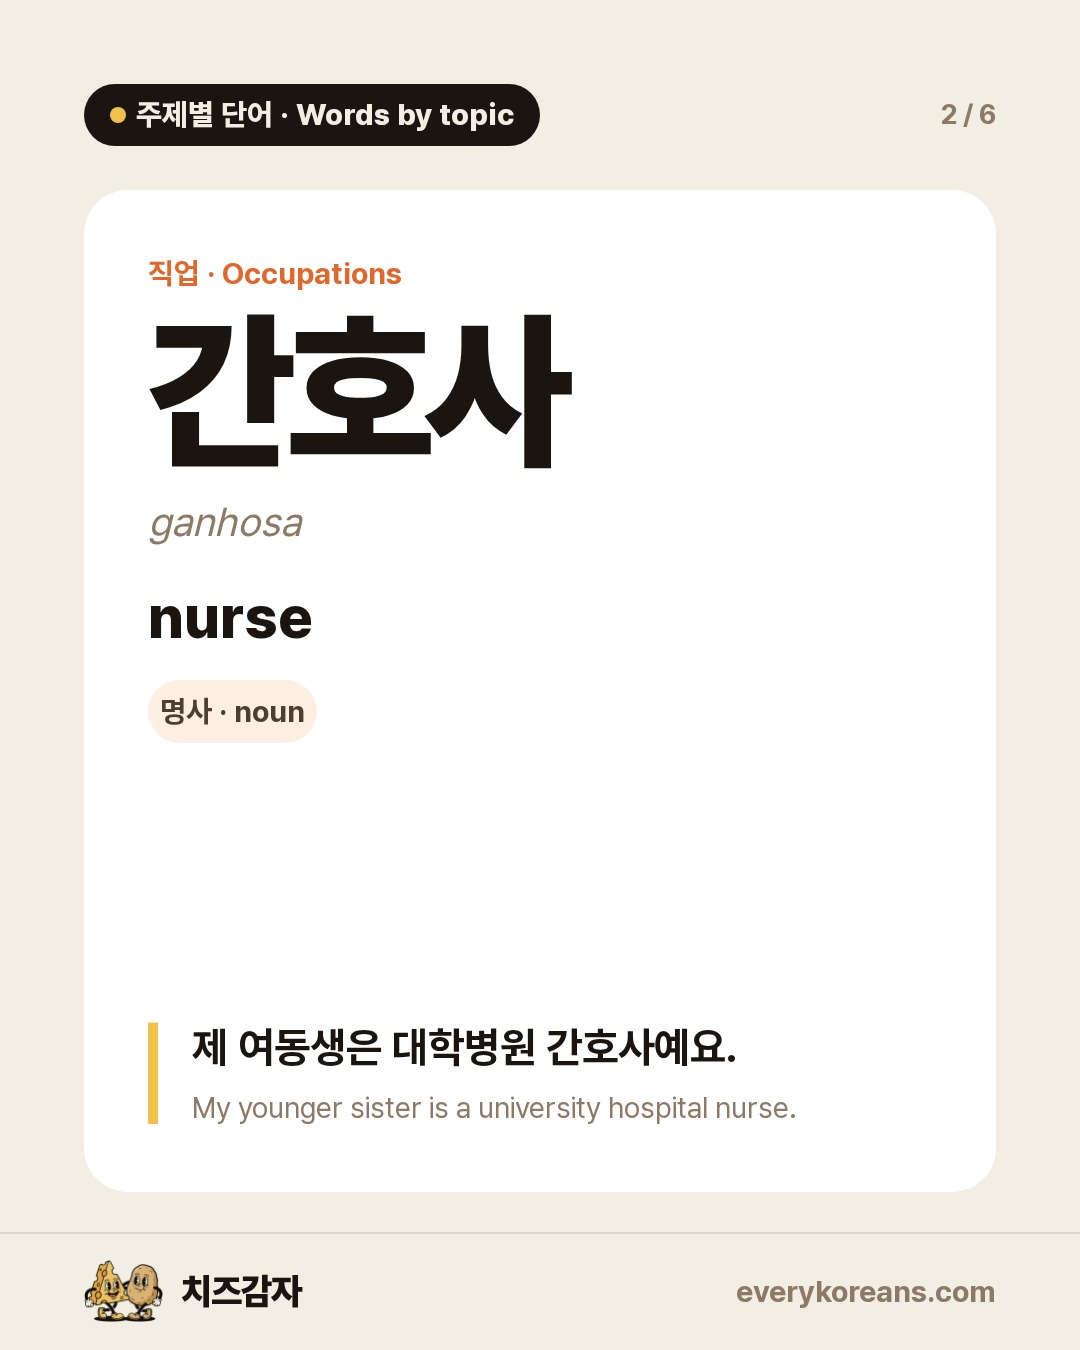 주제별 단어 · Words by topic
2 / 6
직업 · Occupations
간호사
ganhosa
nurse
명사 · noun
제 여동생은 대학병원 간호사예요.
My younger sister is a university hospital nurse.
치즈감자
everykoreans.com